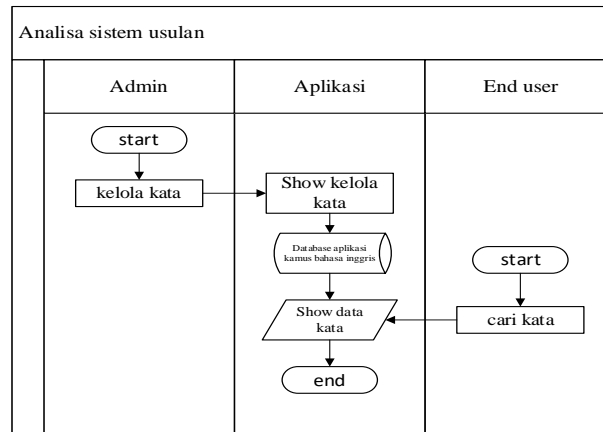 Analisa sistem usulan
Admin
Aplikasi
End user
start
kelola kata
Show kelola
kata
Database aplikasi
kamus bahasa inggris
start
Show data
kata
cari kata
end